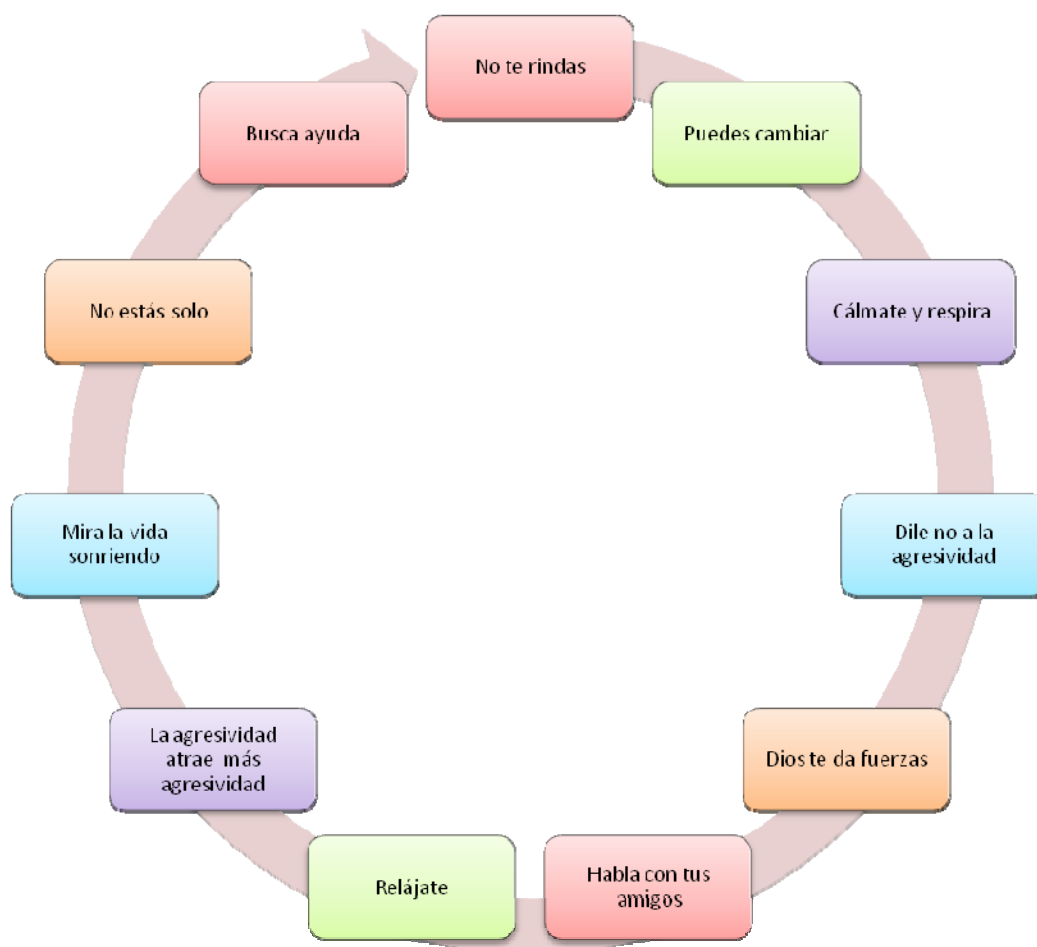 No te rindas
Puedes cambiar
Cálmate y respira
Dile no a la
agresividad
Dios te da fuerzas
Habla con tus
amigos
Relájate
La agresividad
atrae más
agresividad
Mira la vida
sonriendo
No estás solo
Busca ayuda